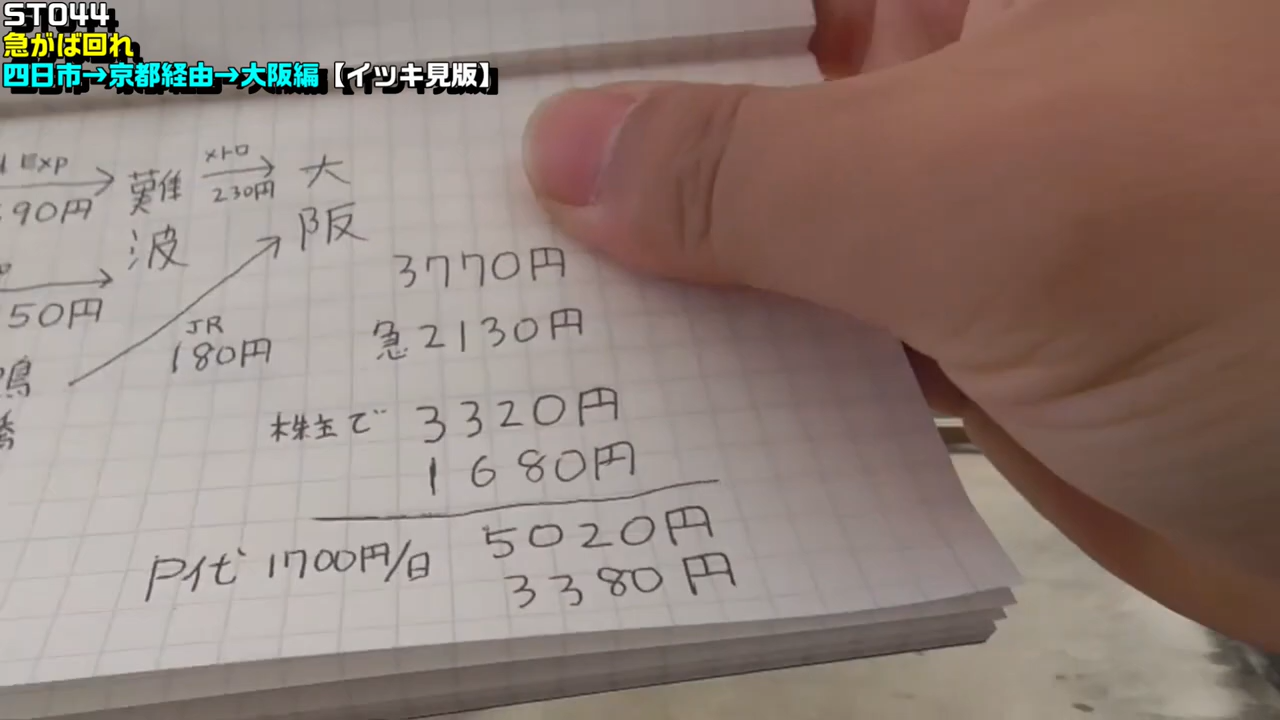 ST044
急がば回れ
四日市→京都経由→大阪編【イツキ見版】
Exp
90円
難波
メトロ
230円
大阪
50円
JR
180円
3770円
急2130円
株主で 3320円
1680円
P代 1700円/日 5020円
3380円